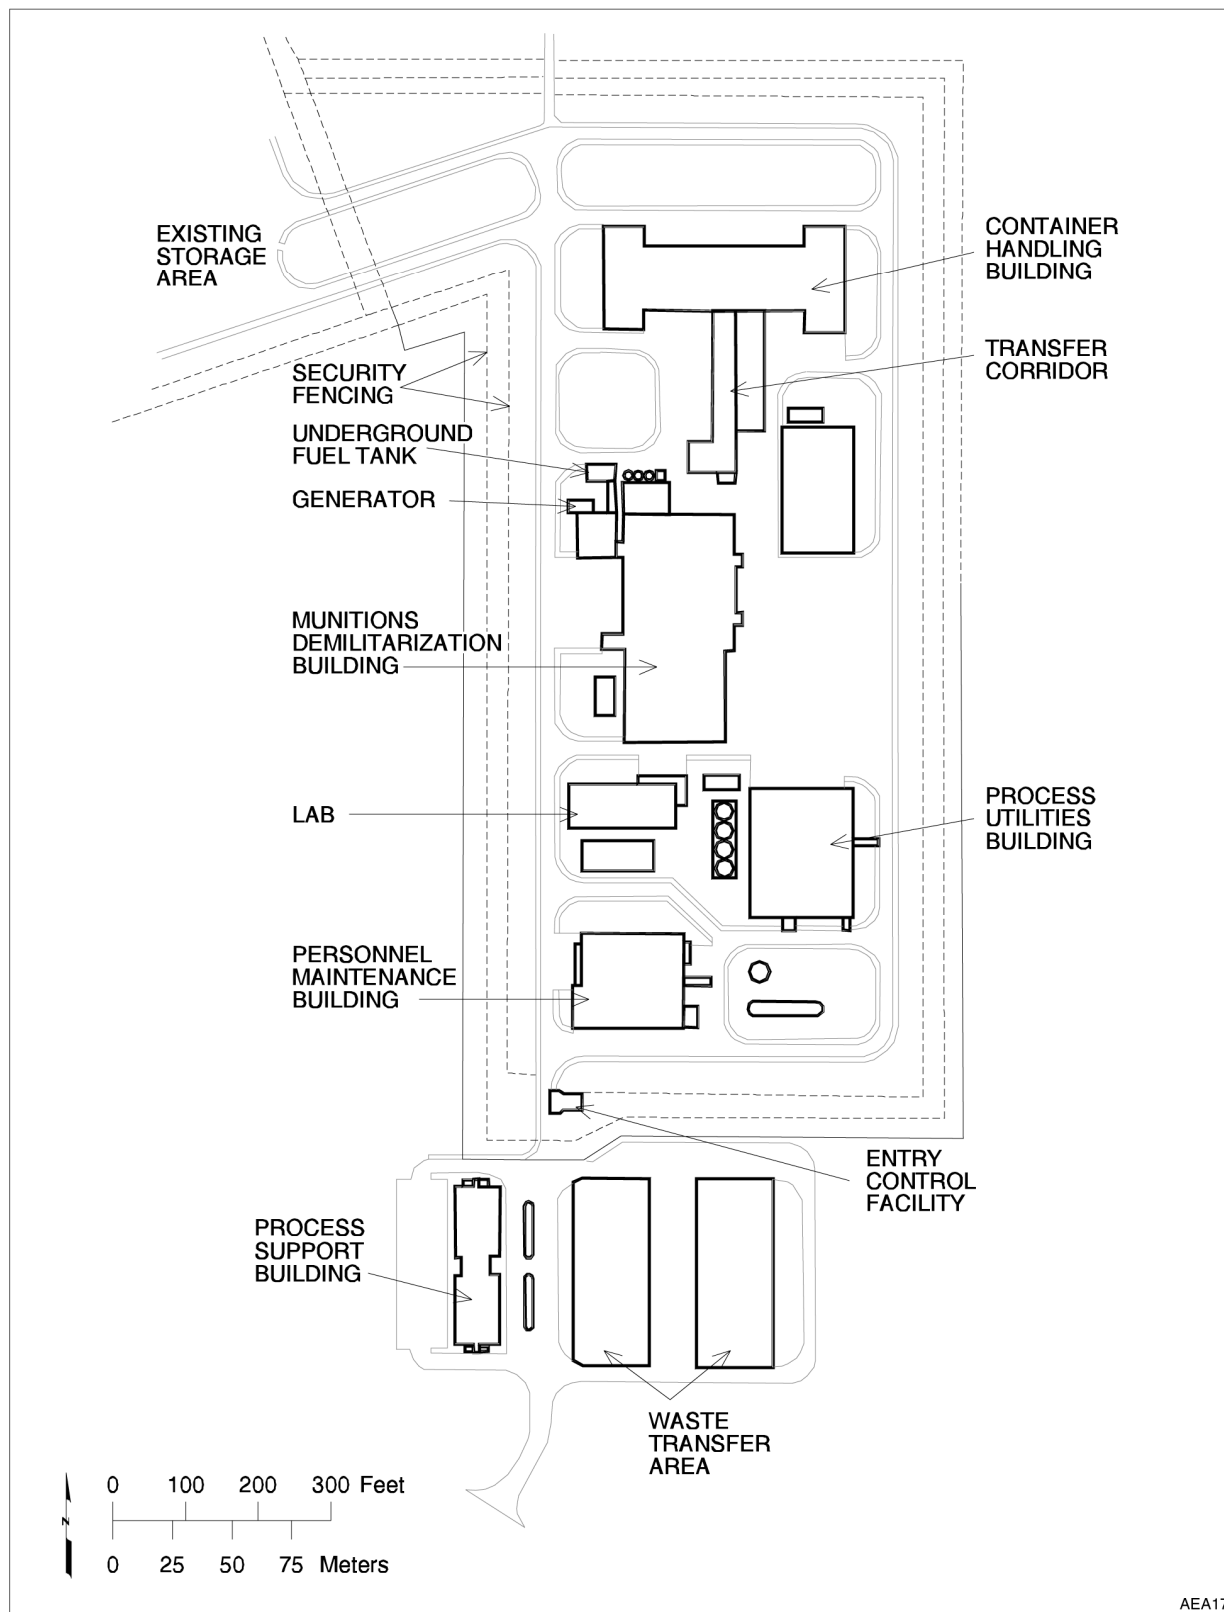 EXISTING
STORAGE
AREA
CONTAINER
HANDLING
BUILDING
TRANSFER
CORRIDOR
SECURITY
FENCING
UNDERGROUND
FUEL TANK
GENERATOR
MUNITIONS
DEMILITARIZATION
BUILDING
LAB
PROCESS
UTILITIES
BUILDING
PERSONNEL
MAINTENANCE
BUILDING
ENTRY
CONTROL
FACILITY
PROCESS
SUPPORT
BUILDING
WASTE
TRANSFER
AREA
0 100 200 300 Feet
N
0 25 50 75 Meters
AEA17